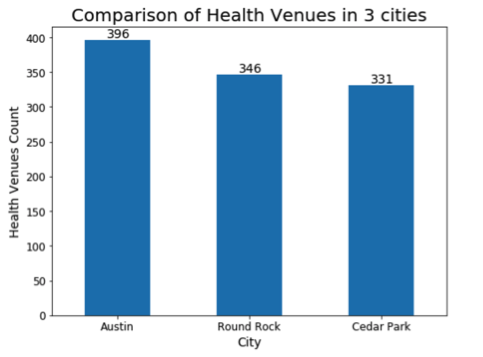 Comparison of Health Venues in 3 cities
396
346
331
400
350
300
250
200
150
100
50
0
Health Venues Count
Austin
Round Rock
Cedar Park
City